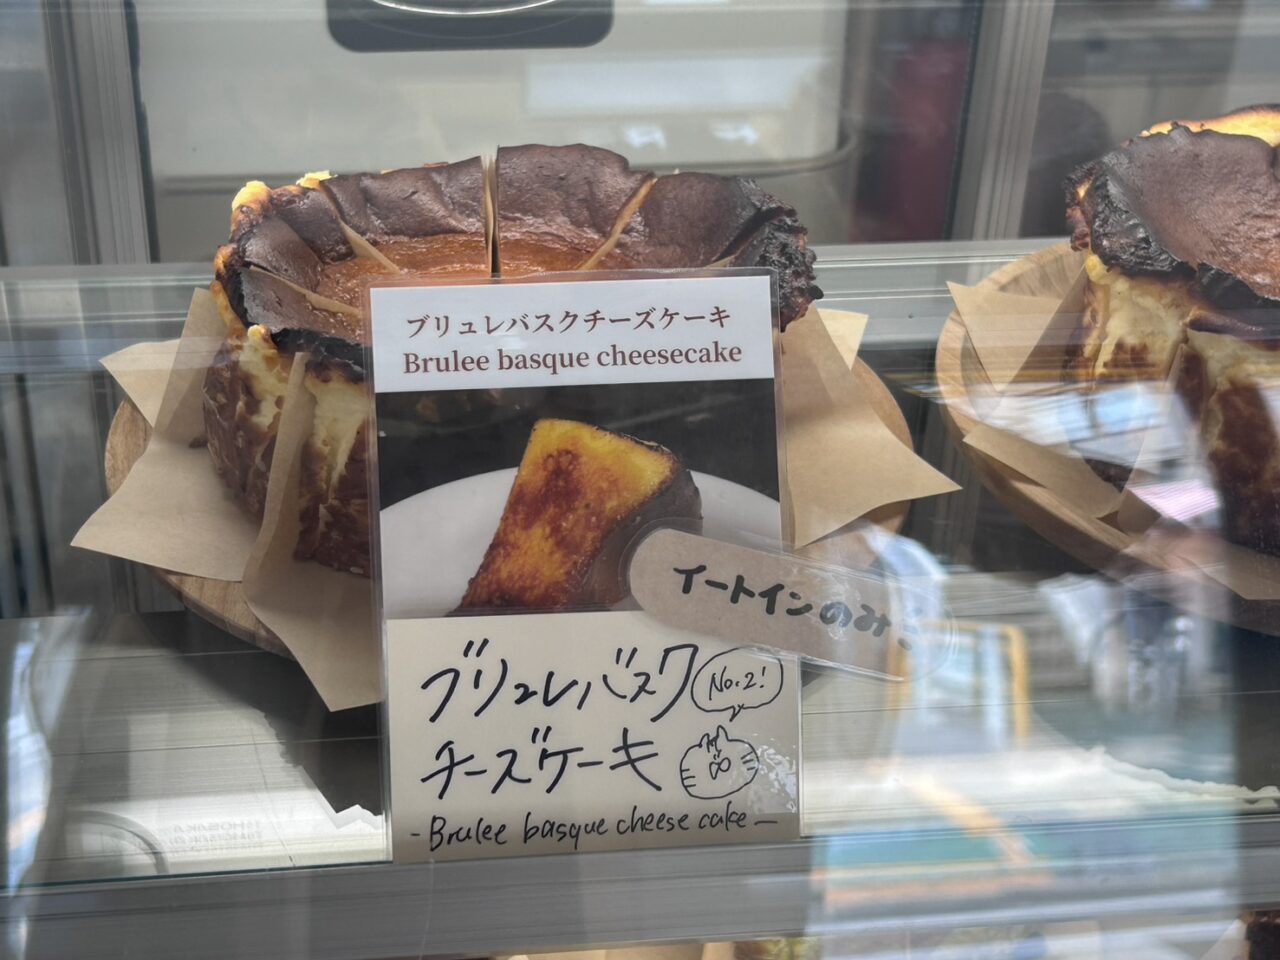 ブリュレバスクチーズケーキ
Brulee basque cheesecake
イートインのみ
ブリュレバスク
No.2!
チーズケーキ
-Brulee basque cheese cake-